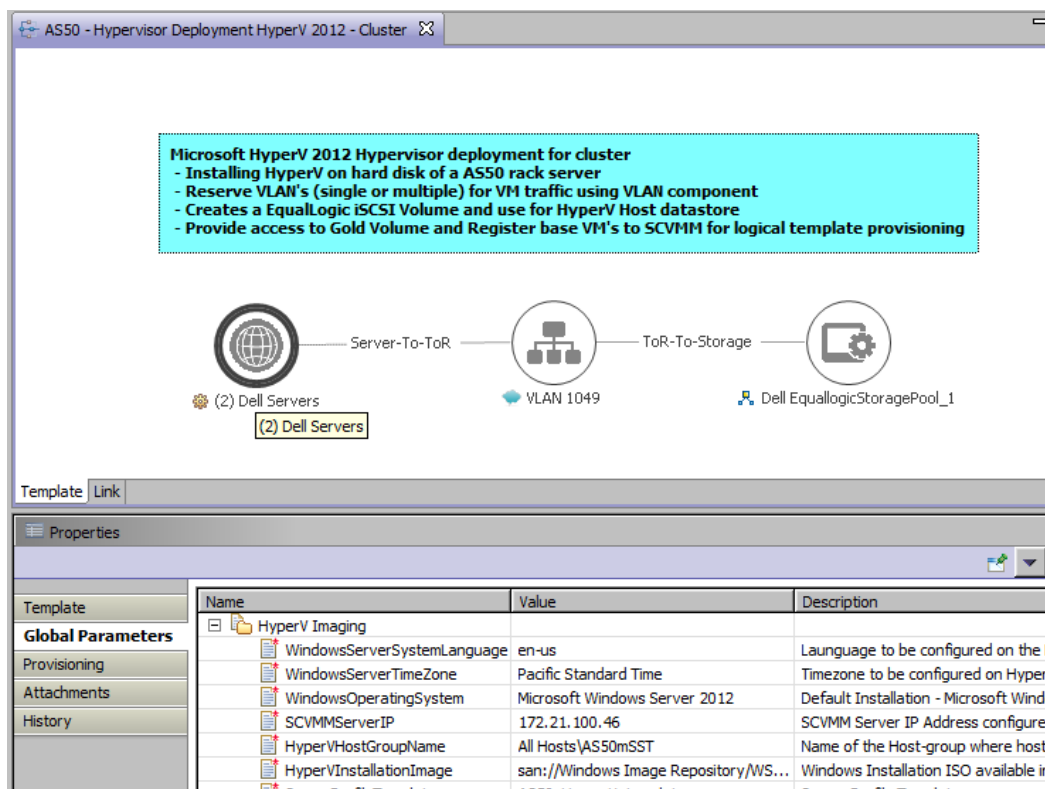 AS50 - Hypervisor Deployment HyperV 2012 - Cluster
Microsoft HyperV 2012 Hypervisor deployment for cluster
- Installing HyperV on hard disk of a AS50 rack server
- Reserve VLAN's (single or multiple) for VM traffic using VLAN component
- Creates a EqualLogic iSCSI Volume and use for HyperV Host datastore
- Provide access to Gold Volume and Register base VM's to SCVMM for logical template provisioning
Server-To-ToR
ToR-To-Storage
(2) Dell Servers
VLAN 1049
Dell EquallogicStoragePool_1
(2) Dell Servers
Template Link
Properties
Template
Global Parameters
Provisioning
Attachments
History
Name Value Description
HyperV Imaging
WindowsServerSystemLanguage en-us Launguage to be configured on the
WindowsServerTimeZone Pacific Standard Time Timezone to be configured on Hyper
WindowsOperatingSystem Microsoft Windows Server 2012 Default Installation - Microsoft Wind
SCVMMServerIP 172.21.100.46 SCVMM Server IP Address configure
HyperVHostGroupName All Hosts\AS50mSST Name of the Host-group where host
HyperVInstallationImage san://Windows Image Repository/WS... Windows Installation ISO available i